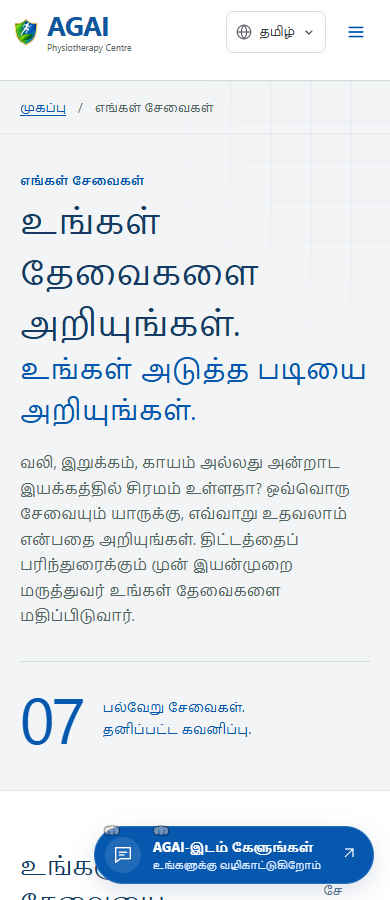 AGAI
Physiotherapy Centre
தமிழ்
முகப்பு / எங்கள் சேவைகள்
எங்கள் சேவைகள்
உங்கள்
தேவைகளை
அறியுங்கள்.
உங்கள் அடுத்த படியை
அறியுங்கள்.
வலி, இறுக்கம், காயம் அல்லது அன்றாட
இயக்கத்தில் சிரமம் உள்ளதா? ஒவ்வொரு
சேவையும் யாருக்கு, எவ்வாறு உதவலாம்
என்பதை அறியுங்கள். திட்டத்தைப்
பரிந்துரைக்கும் முன் இயன்முறை
மருத்துவர் உங்கள் தேவைகளை
மதிப்பிடுவார்.
07
பல்வேறு சேவைகள்.
தனிப்பட்ட கவனிப்பு.
AGAI-இடம் கேளுங்கள்
உங்களுக்கு வழிகாட்டுகிறோம்
சே